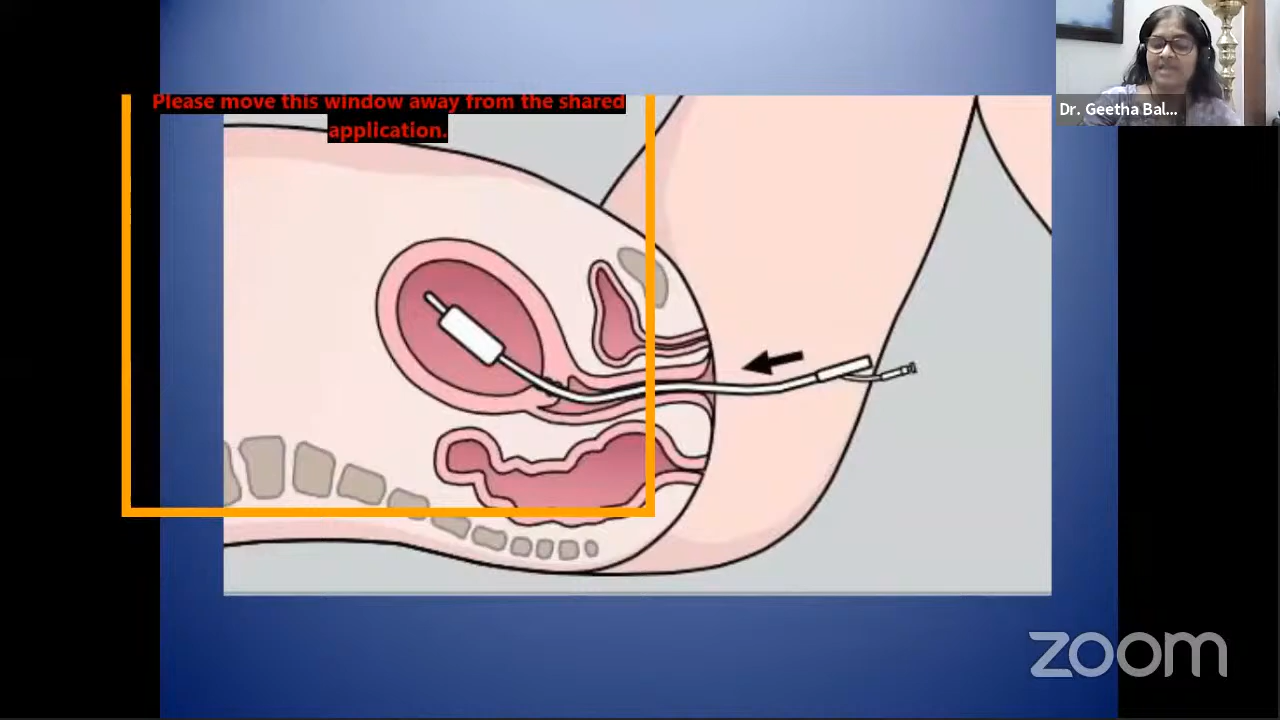 Please move this window away from the shared
application.
Dr. Geetha Bal...
zoom